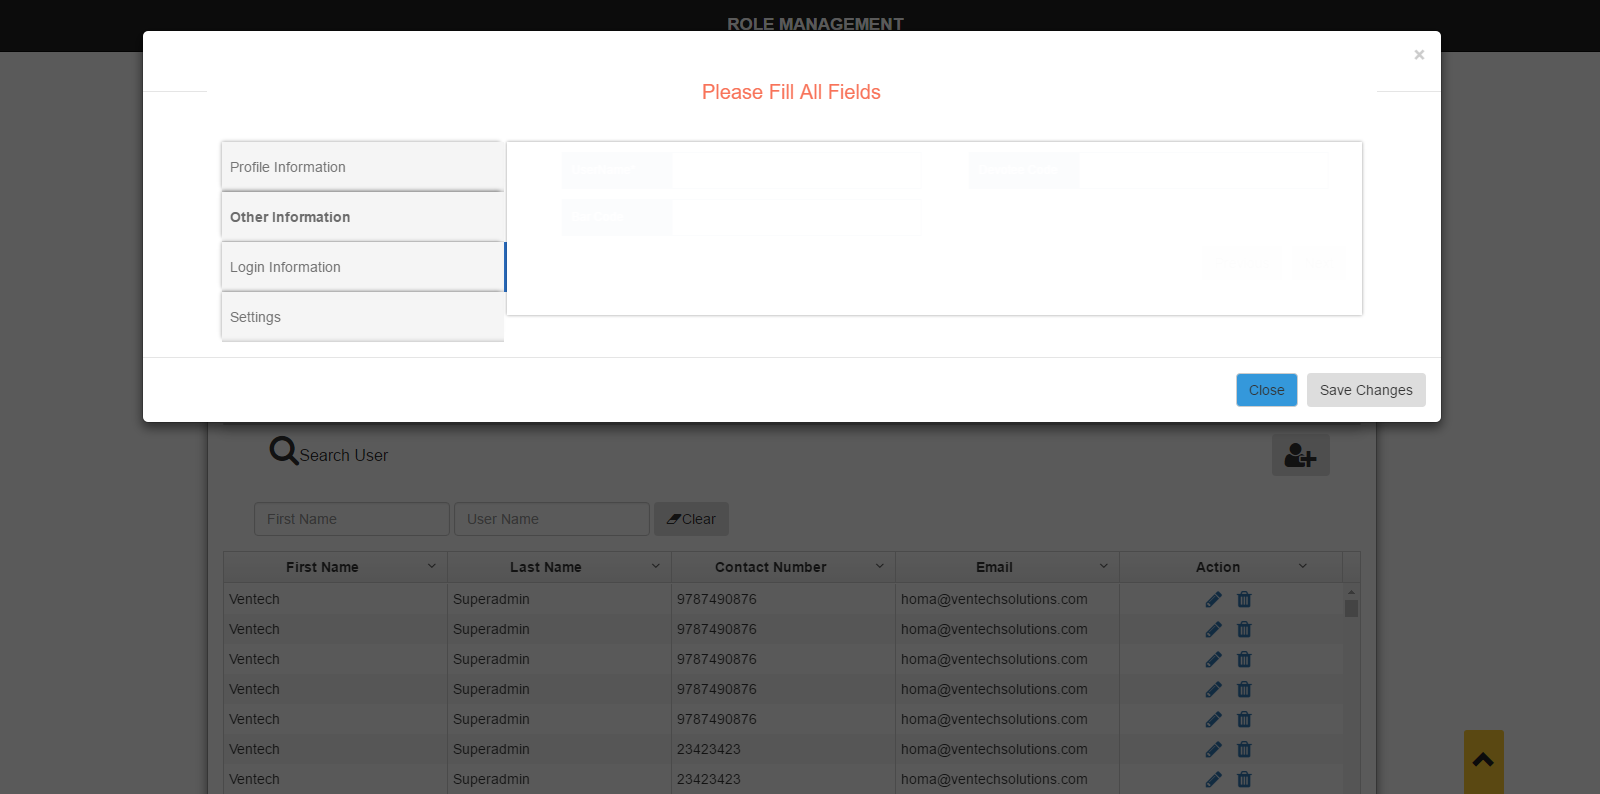 ROLE MANAGEMENT
×
Please Fill All Fields
Profile Information
Other Information
Login Information
Settings
Close Save Changes
Search User
First Name User Name Clear
First Name Last Name Contact Number Email Action
Ventech Superadmin 9787490876 homa@ventechsolutions.com
Ventech Superadmin 9787490876 homa@ventechsolutions.com
Ventech Superadmin 9787490876 homa@ventechsolutions.com
Ventech Superadmin 9787490876 homa@ventechsolutions.com
Ventech Superadmin 9787490876 homa@ventechsolutions.com
Ventech Superadmin 23423423 homa@ventechsolutions.com
Ventech Superadmin 23423423 homa@ventechsolutions.com